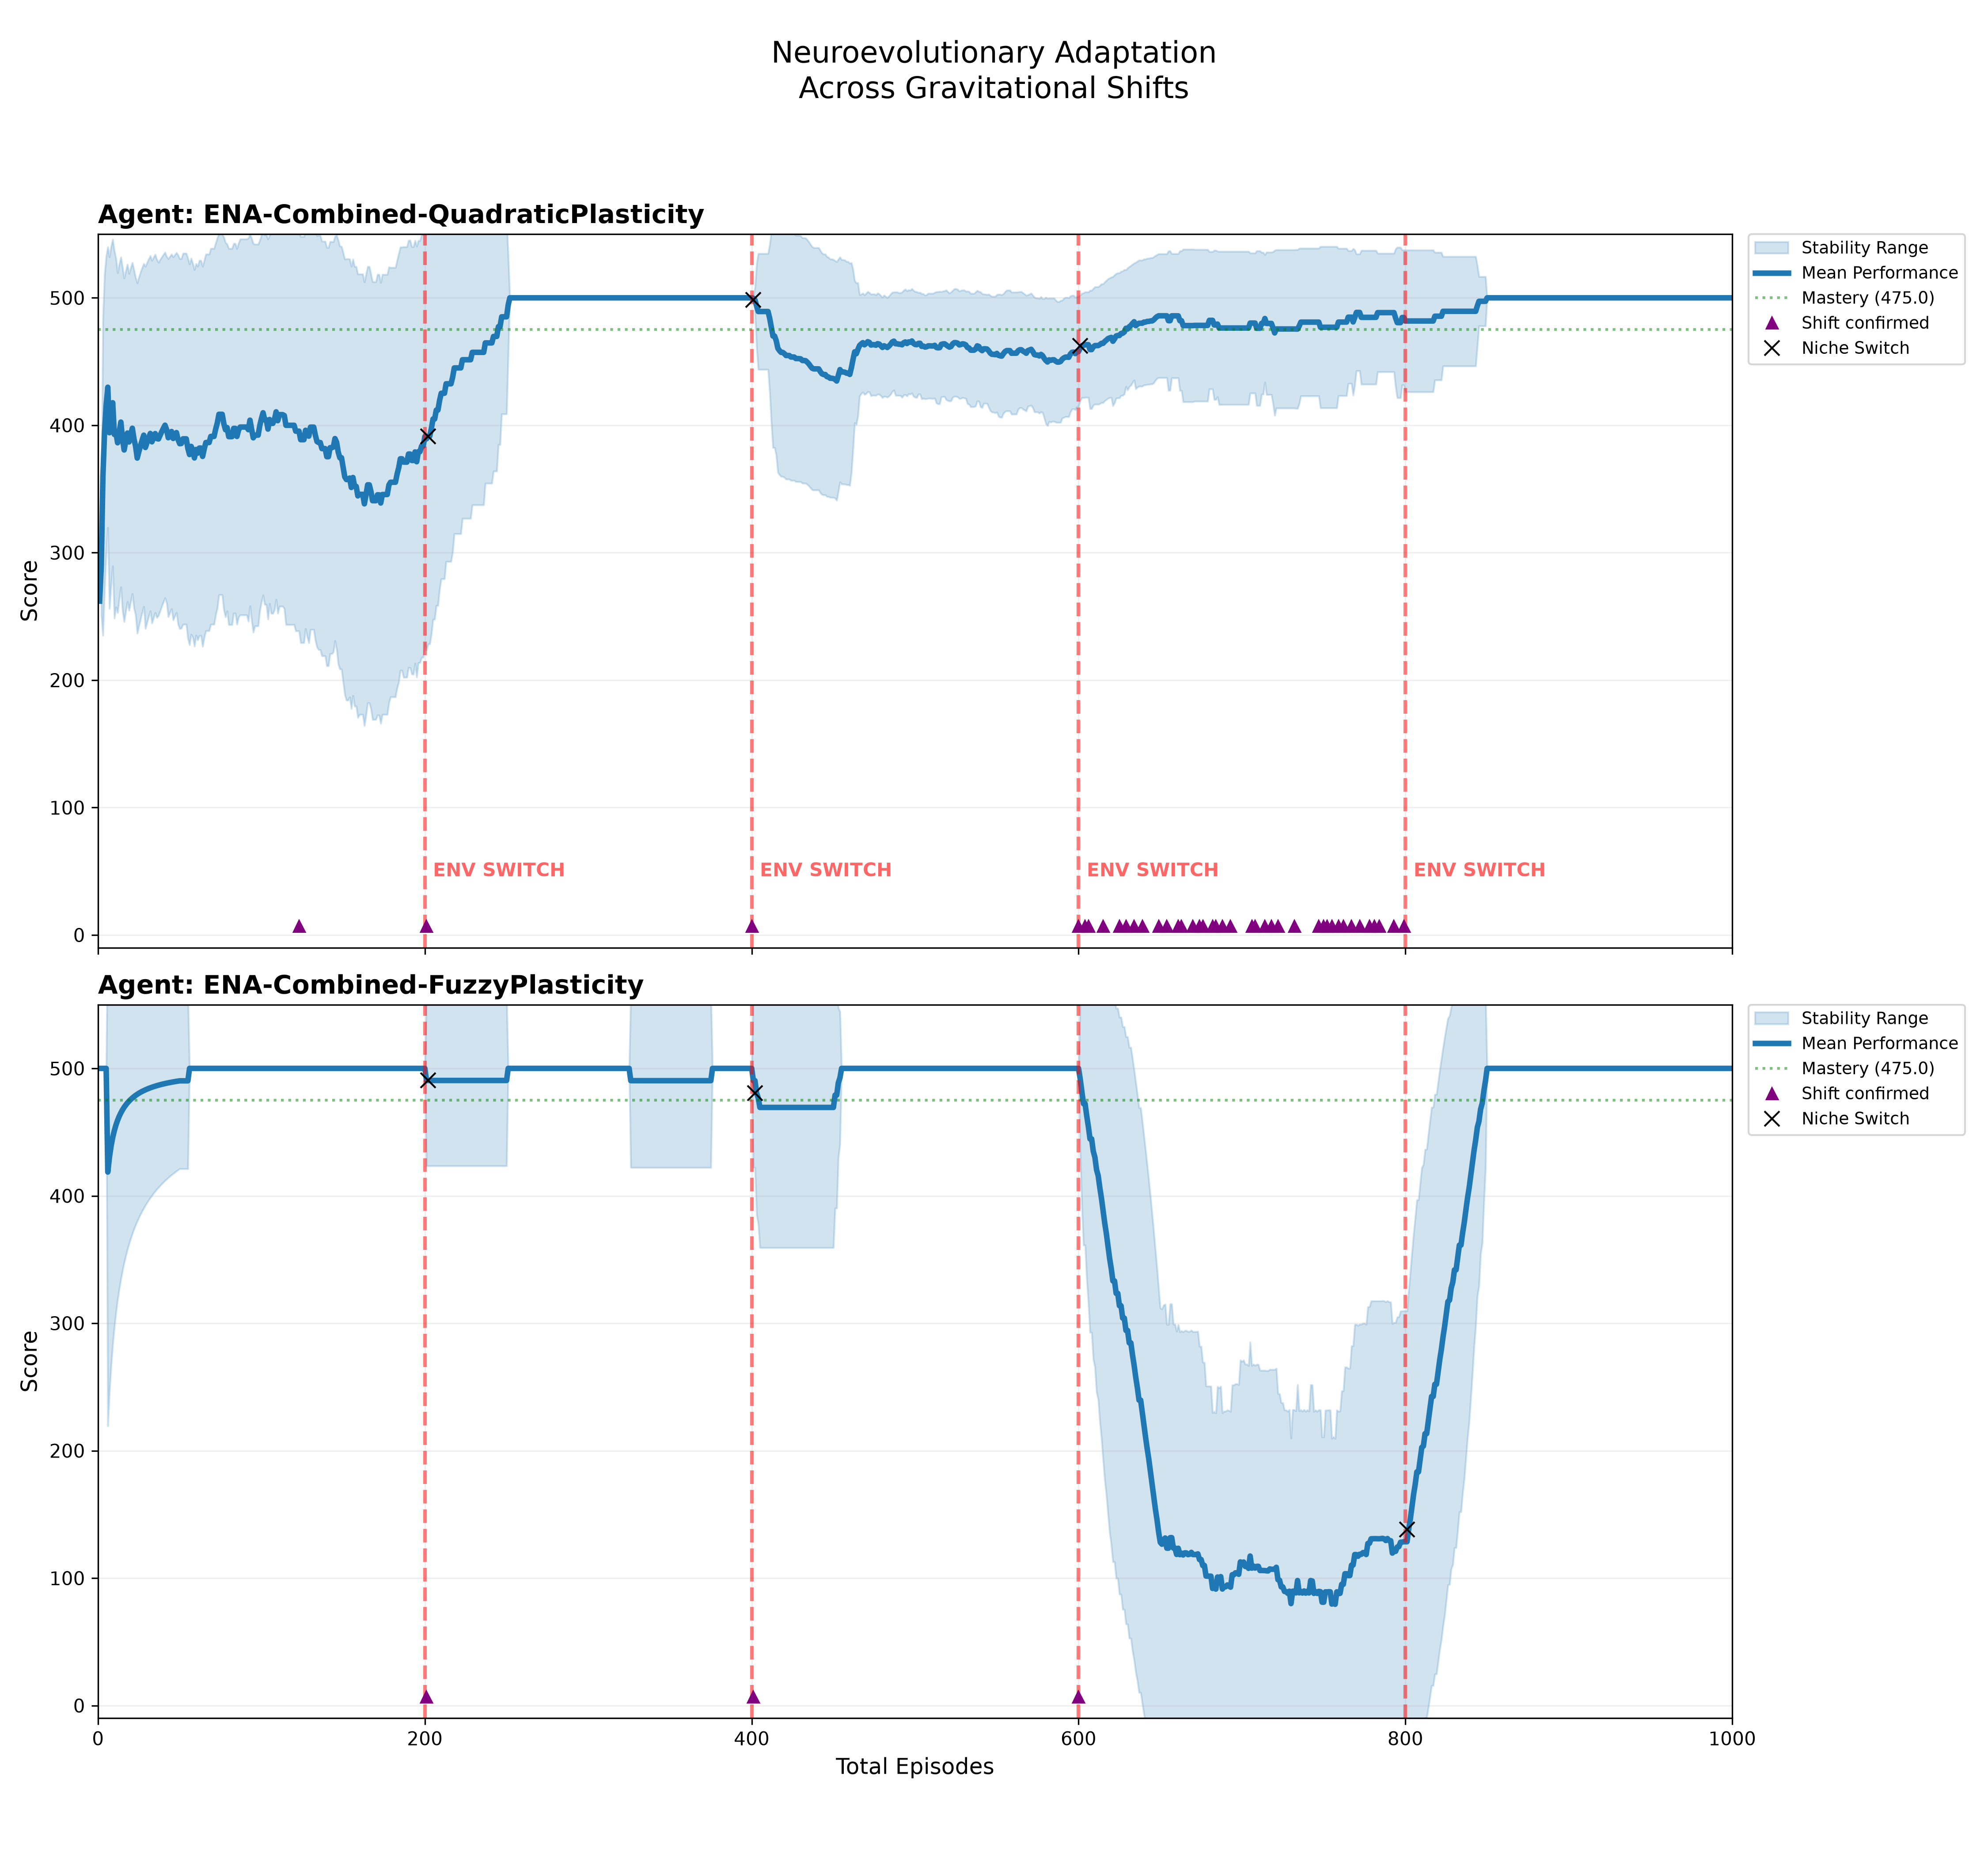 Neuroevolutionary Adaptation
Across Gravitational Shifts
Agent: ENA-Combined-QuadraticPlasticity
Score
500
400
300
200
100
0
ENV SWITCH
ENV SWITCH
ENV SWITCH
ENV SWITCH
Stability Range
Mean Performance
Mastery (475.0)
Shift confirmed
Niche Switch
Agent: ENA-Combined-FuzzyPlasticity
Score
500
400
300
200
100
0
Stability Range
Mean Performance
Mastery (475.0)
Shift confirmed
Niche Switch
0 200 400 600 800 1000
Total Episodes